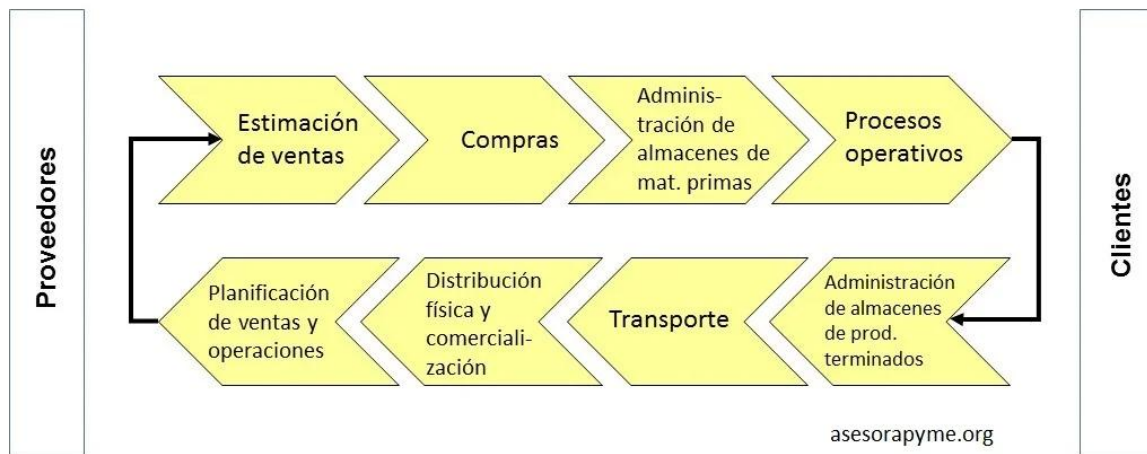 Proveedores
Estimación
de ventas
Compras
Adminis-
tración de
almacenes de
mat. primas
Procesos
operativos
Clientes
Administración
de almacenes
de prod.
terminados
Transporte
Distribución
física y
comerciali-
zación
Planificación
de ventas y
operaciones
asesorapyme.org